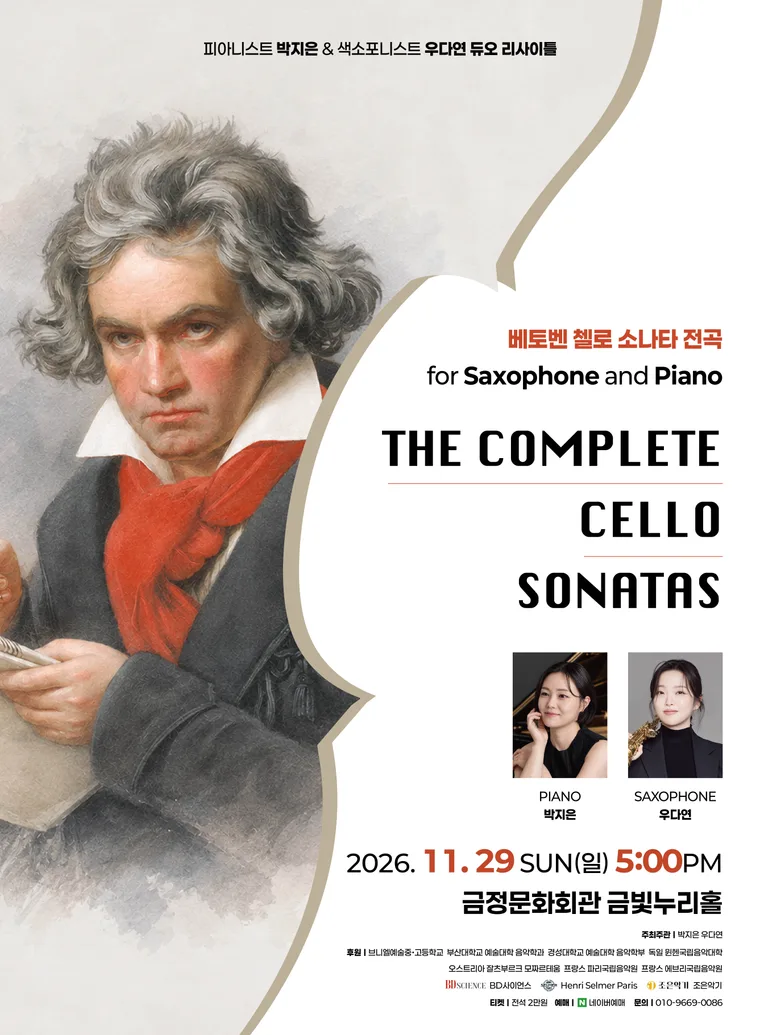 피아니스트 박지은 & 색소포니스트 우다연 듀오 리사이틀
베토벤 첼로 소나타 전곡
for Saxophone and Piano
THE COMPLETE
CELLO
SONATAS
PIANO
박지은
SAXOPHONE
우다연
2026. 11. 29 SUN(일) 5:00PM
금정문화회관 금빛누리홀
주최주관 | 박지은 우다연
후원 | 브니엘예술중·고등학교 부산대학교 예술대학 음악학과 경성대학교 예술대학 음악학부 독일 뮌헨국립음악대학
오스트리아 잘츠부르크 모짜르테움 프랑스 파리국립음악원 프랑스 에브리국립음악원
BDSCIENCE BD사이언스 Henri Selmer Paris 조은악기 조은악기
티켓 | 전석 2만원 예매 | N 네이버예매 문의 | 010-9669-0086